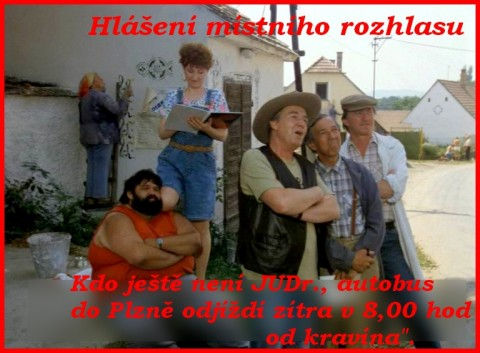 Hlášení místního rozhlasu
Kdo ještě není JUDr., autobus
do Plzně odjíždí zítra v 8,00 hod
od kravína",